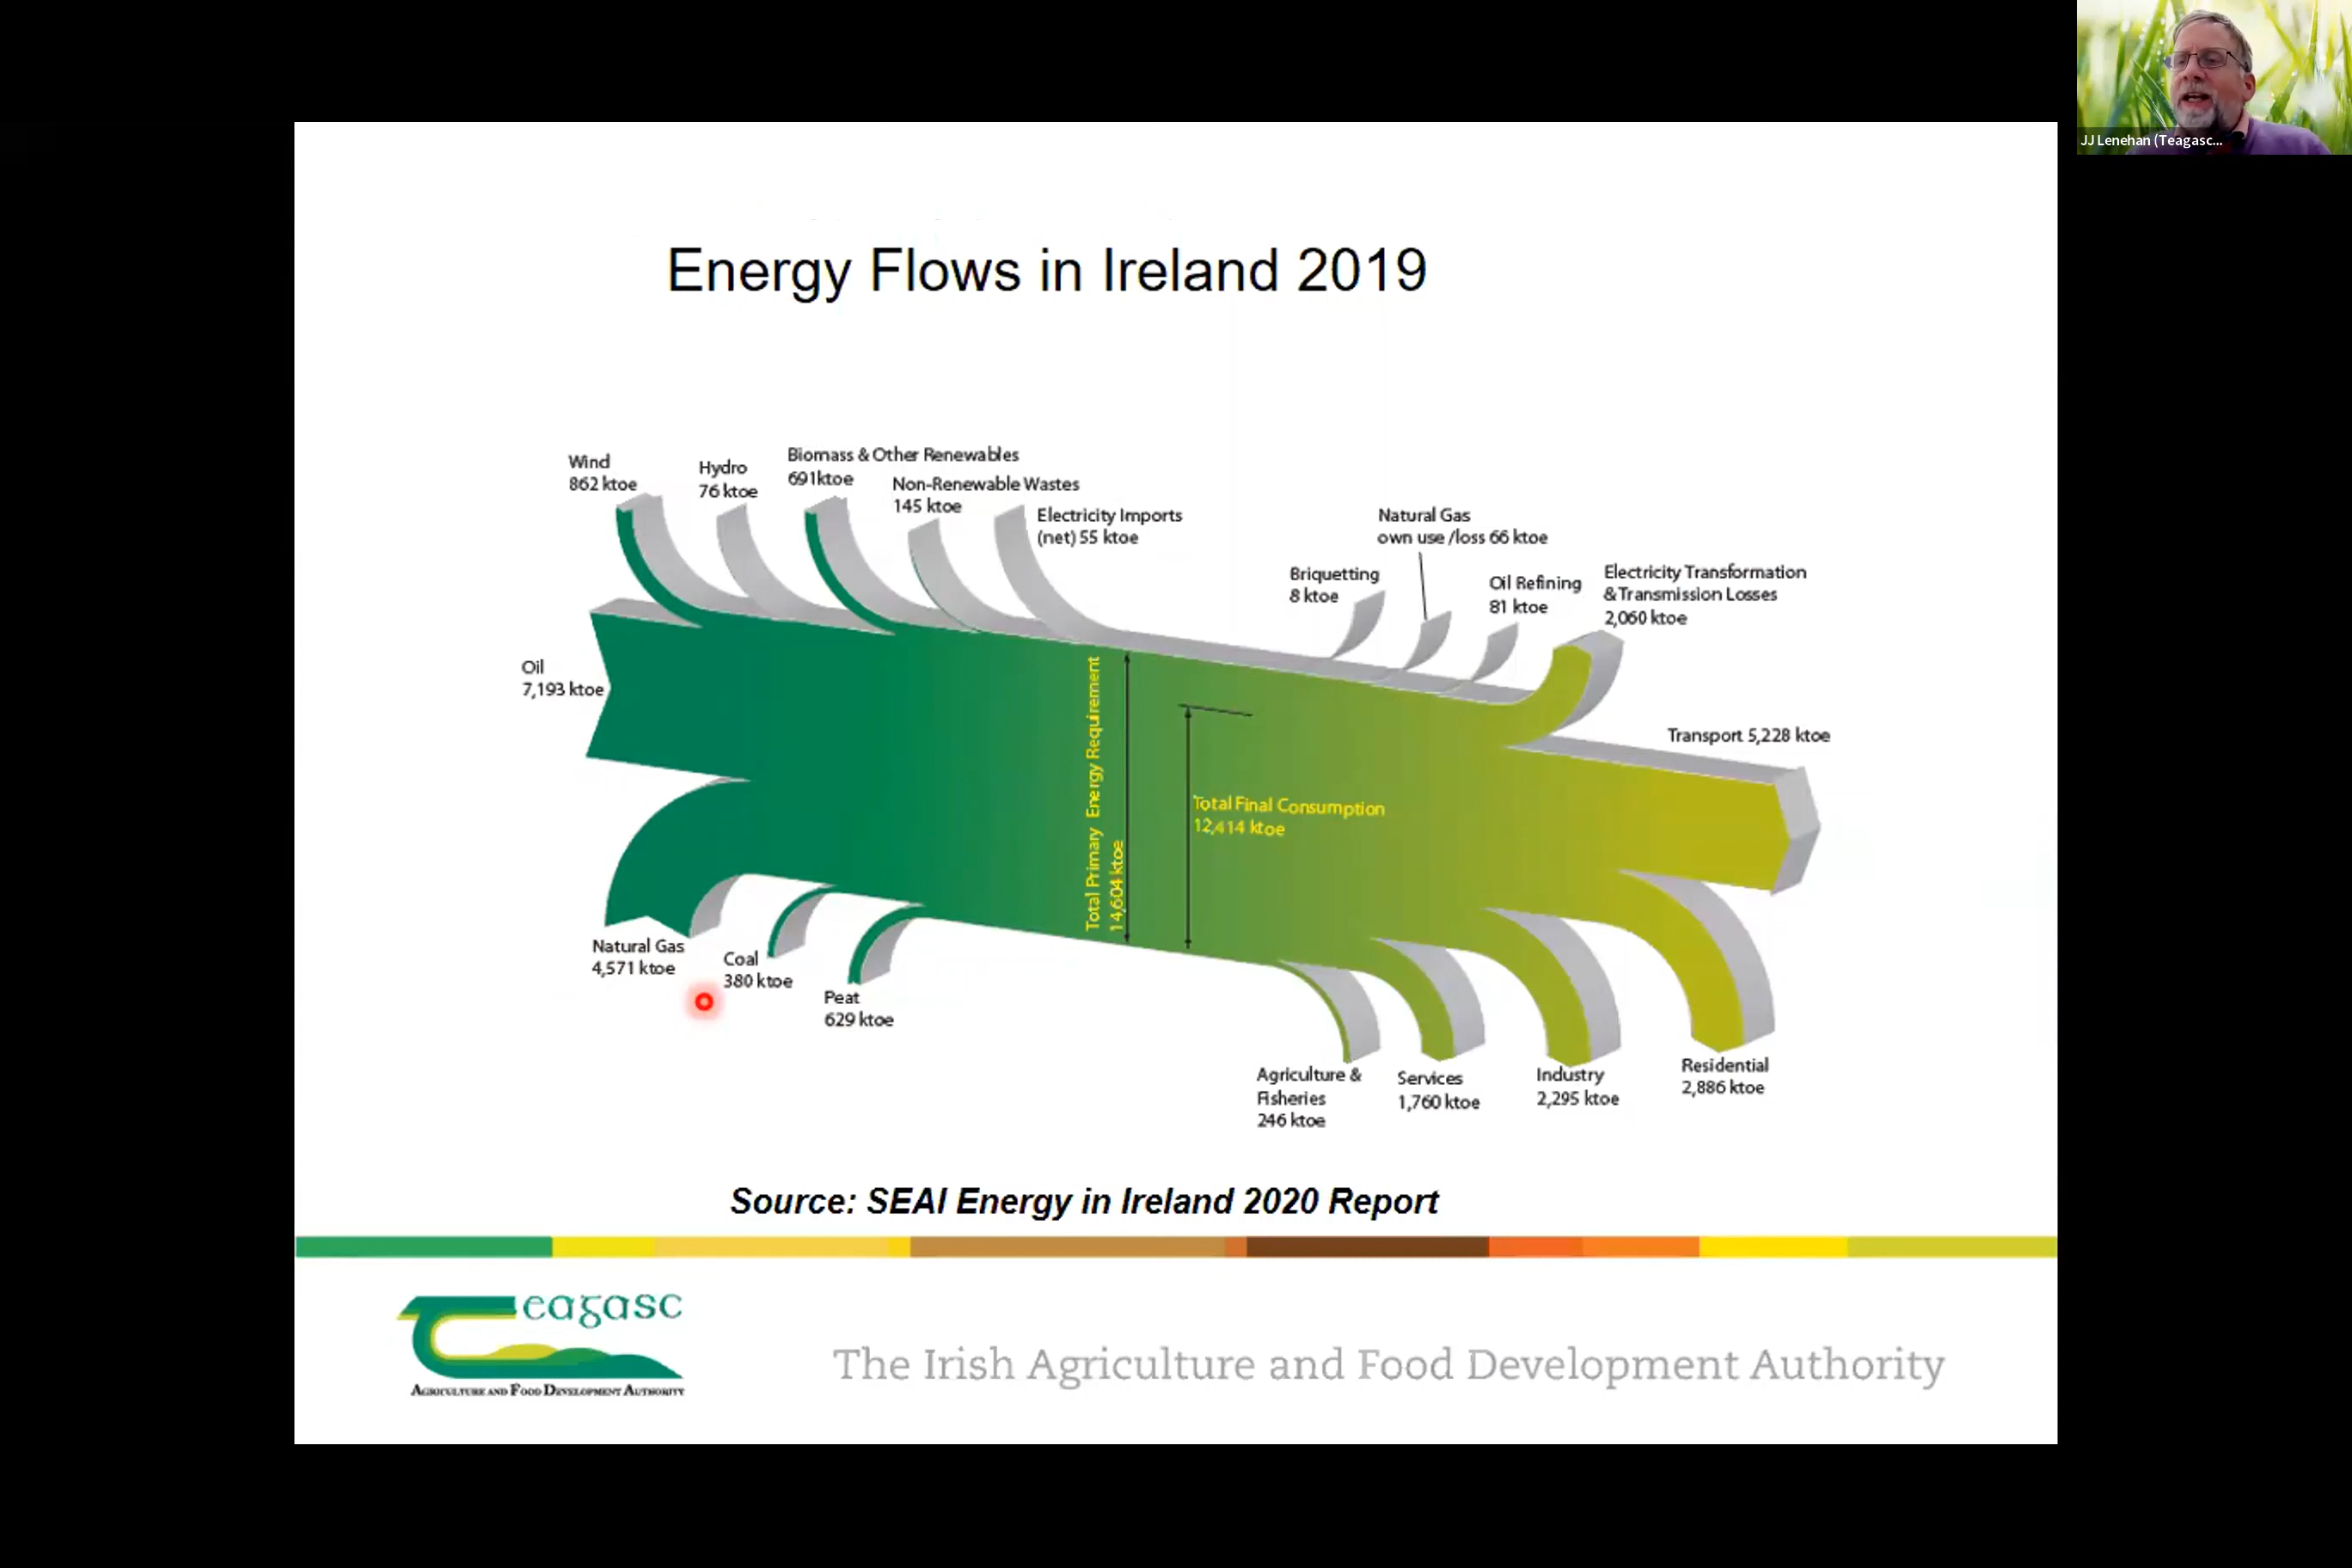 JJ Lenehan (Teagasc...
Energy Flows in Ireland 2019
Wind
862 ktoe
Hydro
76 ktoe
Biomass & Other Renewables
691ktoe
Non-Renewable Wastes
145 ktoe
Electricity Imports
(net) 55 ktoe
Briquetting
8 ktoe
Natural Gas
own use /loss 66 ktoe
Oil Refining
81 ktoe
Electricity Transformation
& Transmission Losses
2,060 ktoe
Oil
7,193 ktoe
Total Primary Energy Requirement
14,604 ktoe
Total Final Consumption
12,414 ktoe
Transport 5,228 ktoe
Natural Gas
4,571 ktoe
Coal
380 ktoe
Peat
629 ktoe
Agriculture &
Fisheries
246 ktoe
Services
1,760 ktoe
Industry
2,295 ktoe
Residential
2,886 ktoe
Source: SEAI Energy in Ireland 2020 Report
Teagasc
AGRICULTURE AND FOOD DEVELOPMENT AUTHORITY
The Irish Agriculture and Food Development Authority